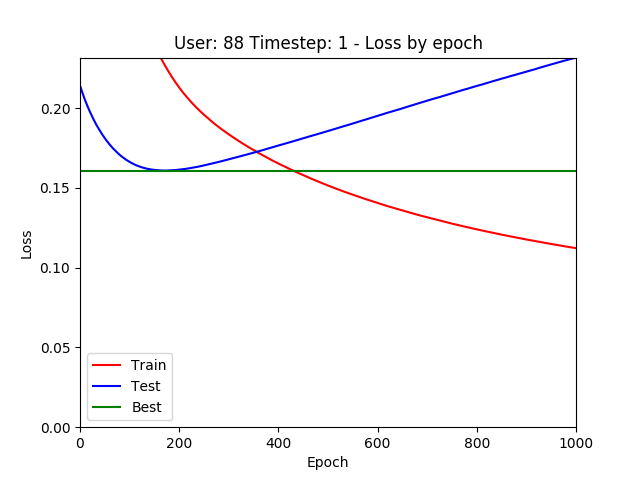 User: 88 Timestep: 1 - Loss by epoch
Loss
0.20
0.15
0.10
0.05
0.00
Train
Test
Best
0 200 400 600 800 1000
Epoch